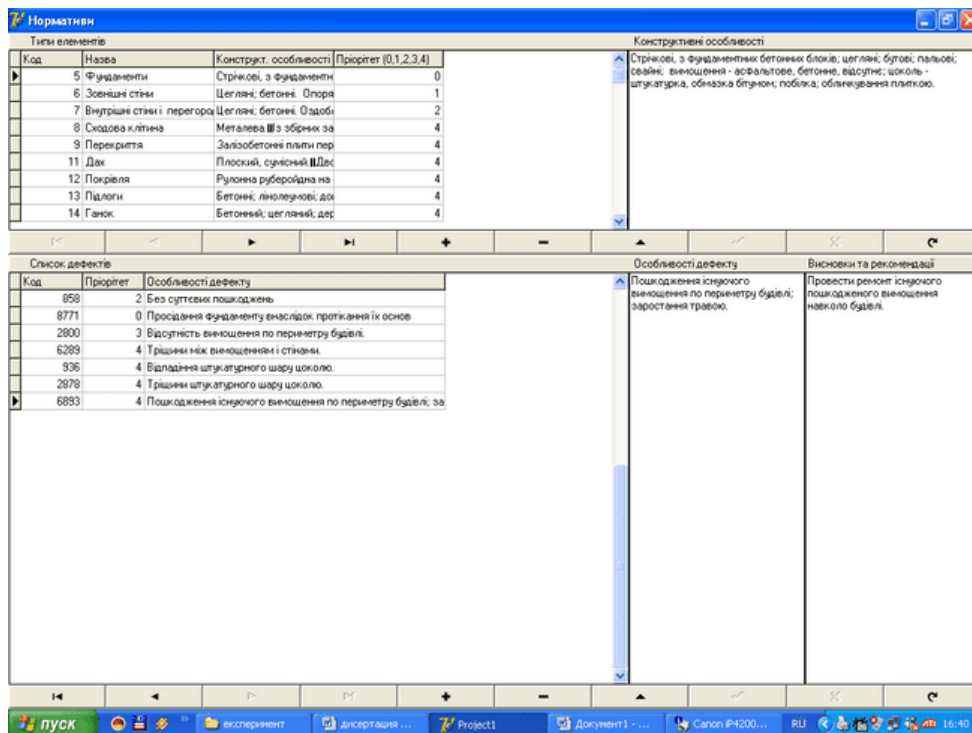 Нормативи
Типи елементів
Конструктивні особливості
Код Назва Конструкт. особливості Пріорітет (0,1,2,3,4)
5 Фундаменти Стрічкові, з фундаментн 0
6 Зовнішні стіни Цегляні; бетонні. Опоря 1
7 Внутрішні стіни і перегород Цегляні; бетонні. Оздоб 2
8 Сходова клітина Металева.||Із збірних за 4
9 Перекриття Залізобетонні плити пер 4
11 Дах Плоский, сумісний.||Двс 4
12 Покрівля Рулонна руберойдна на 4
13 Підлоги Бетонні; лінолеумові; до 4
14 Ганок Бетонний; цегляний; дер 4
Стрічкові, з фундаментних бетонних блоків; цегляні; бутові; пальові;
свайні; вимощення - асфальтове, бетонне, відсутнє; цоколь -
штукатурка, обмазка бітумом; побілка; облицкування плиткою.
Список дефектів
Особливості дефекту
Висновки та рекомендації
Код Пріорітет Особливості дефекту
858 2 Без суттєвих пошкоджень
8771 0 Просідання фундаменту внаслідок протікання їх основ
2800 3 Відсутність вимощення по периметру будівлі.
6289 4 Тріщини між вимощенням і стінами.
936 4 Відпадіння штукатурного шару цоколю.
2878 4 Тріщини штукатурного шару цоколю.
6893 4 Пошкодження існуючого вимощення по периметру будівлі; за
Пошкодження існуючого
вимощення по периметру будівлі;
заростання травою.
Провести ремонт існуючого
пошкодженого вимощення
навколо будівлі.
пуск
експеримент
дисертация ...
Project1
Документ1 - ...
Canon iP4200...
RU
16:40